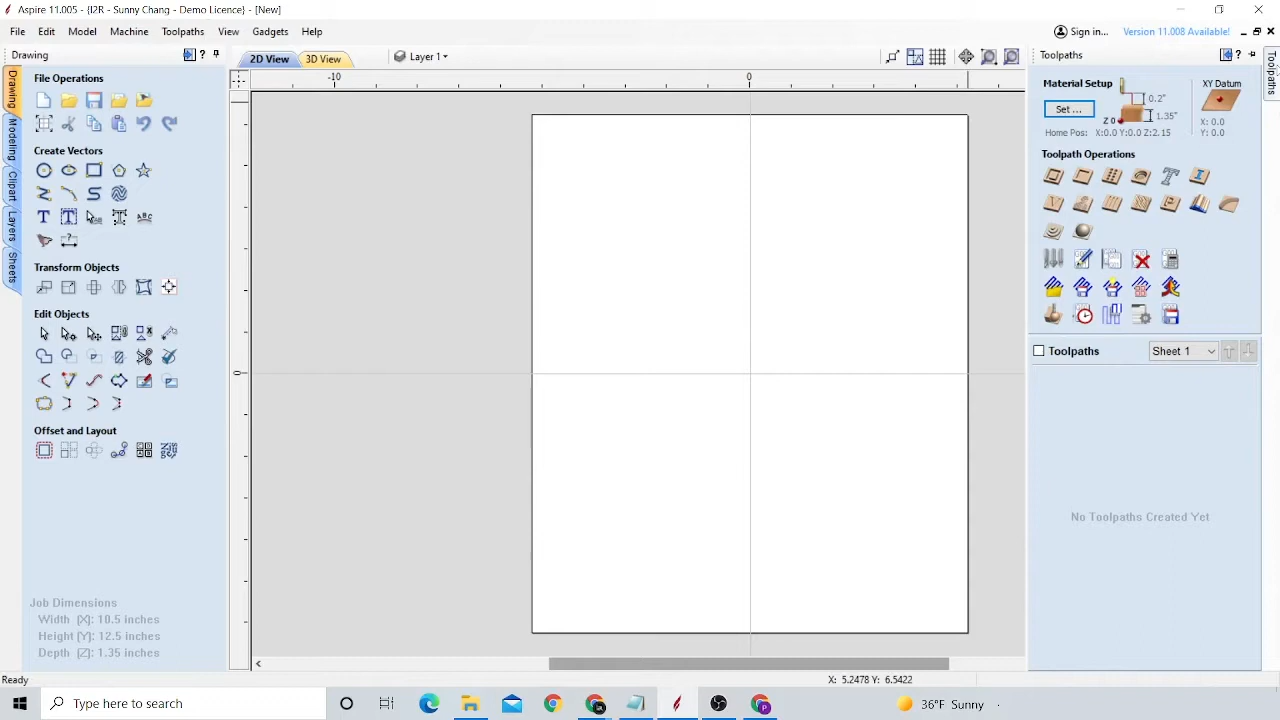 Aspire 11.005 - {I2R - Sunny Chang - Demo Licence} - [New]
File Edit Model Machine Toolpaths View Gadgets Help
Sign in... Version 11.008 Available!
Drawing
2D View 3D View Layer 1
Toolpaths
Drawing
Modeling
Clipart
Layers
Sheets
File Operations
Create Vectors
Transform Objects
Edit Objects
Offset and Layout
Job Dimensions
Width (X): 10.5 inches
Height (Y): 12.5 inches
Depth (Z): 1.35 inches
-10 0
0
Material Setup
Set ...
0.2"
1.35"
Z 0
XY Datum
X: 0.0
Y: 0.0
Home Pos: X:0.0 Y:0.0 Z:2.15
Toolpath Operations
Toolpaths Sheet 1
No Toolpaths Created Yet
Toolpaths
Ready X: 5.2478 Y: 6.5422
Type here to search
36°F Sunny